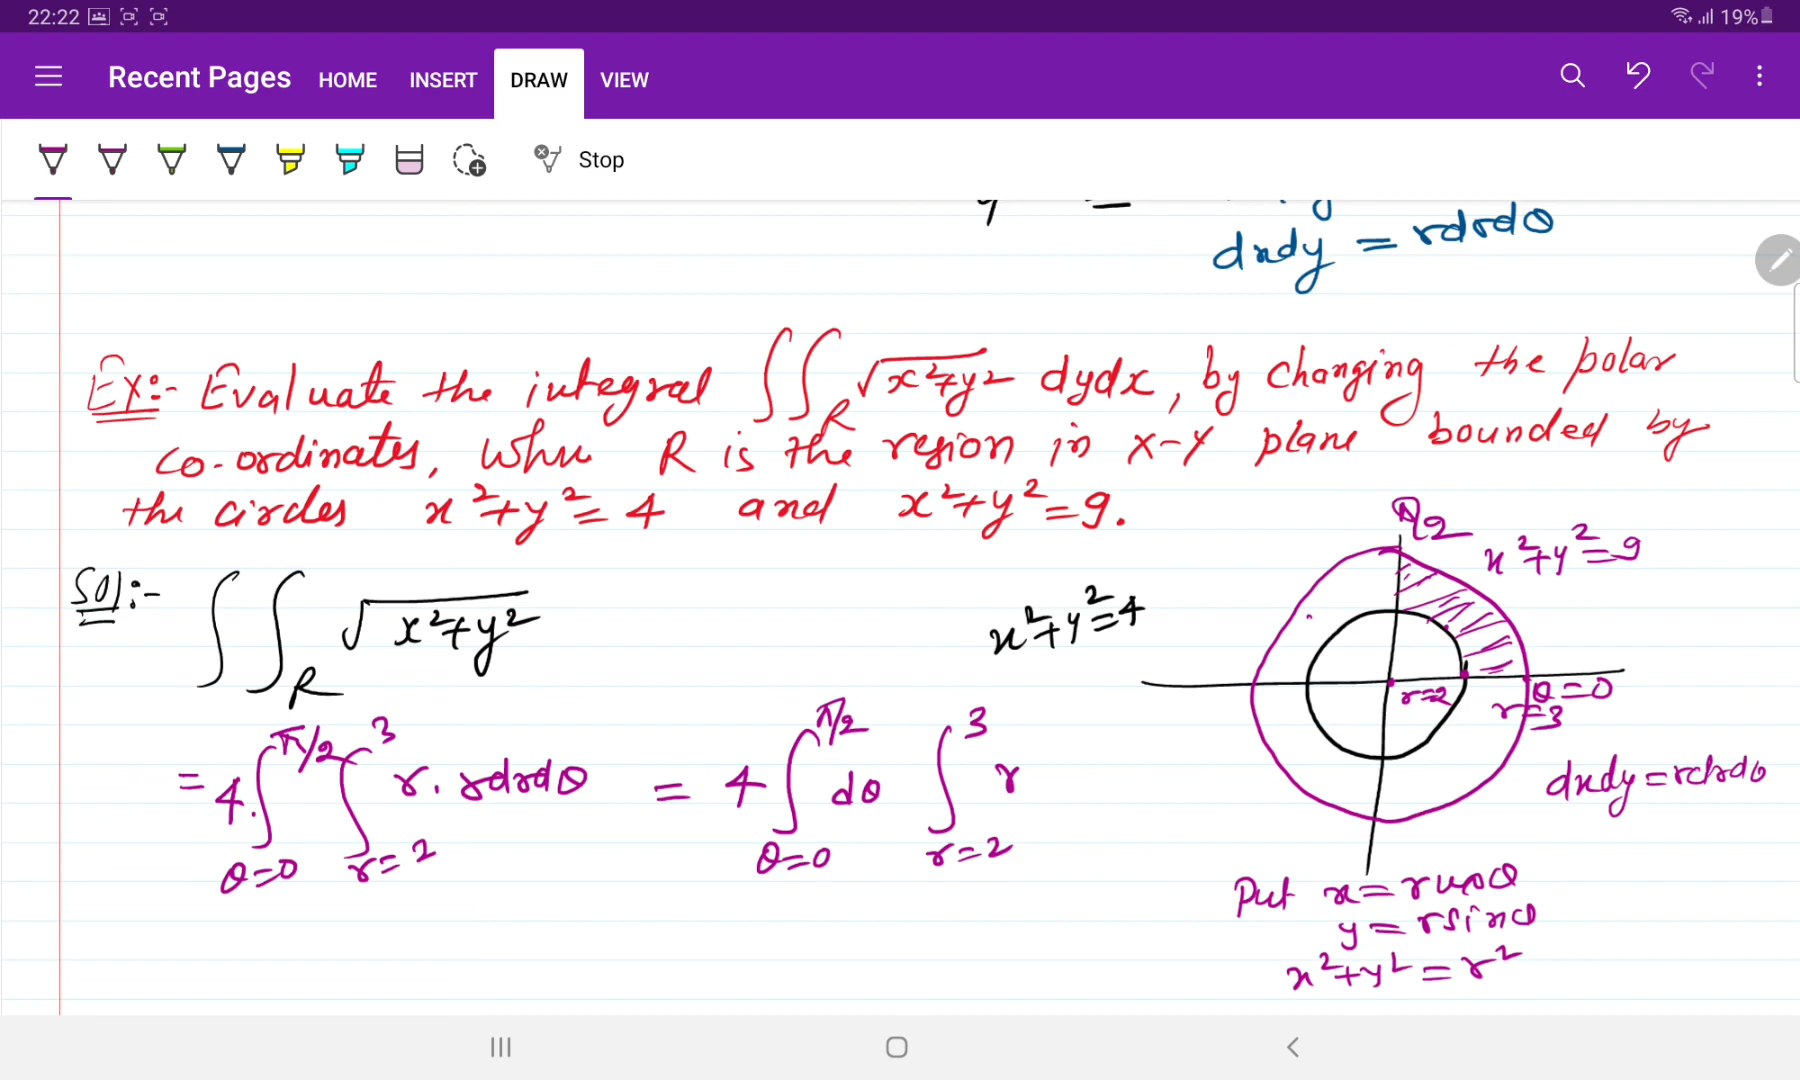 22:22 19%
Recent Pages HOME INSERT DRAW VIEW
Stop
y =
dxdy = rdrdθ
Ex:- Evaluate the integral ∫∫_R √x²+y² dydx, by changing the polar
co-ordinates, where R is the region in x-y plane bounded by
the circles x²+y²=4 and x²+y²=9.
π/2
x²+y²=9
Sol:- ∫∫_R √x²+y²
x²+y²=4
r=2 θ=0
r=3
= 4.∫_{θ=0}^{π/2} ∫_{r=2}^{3} r. rdrdθ = 4 ∫_{θ=0}^{π/2} dθ ∫_{r=2}^{3} r
dxdy = rdrdθ
Put x = rcosθ
y = rsinθ
x²+y² = r²